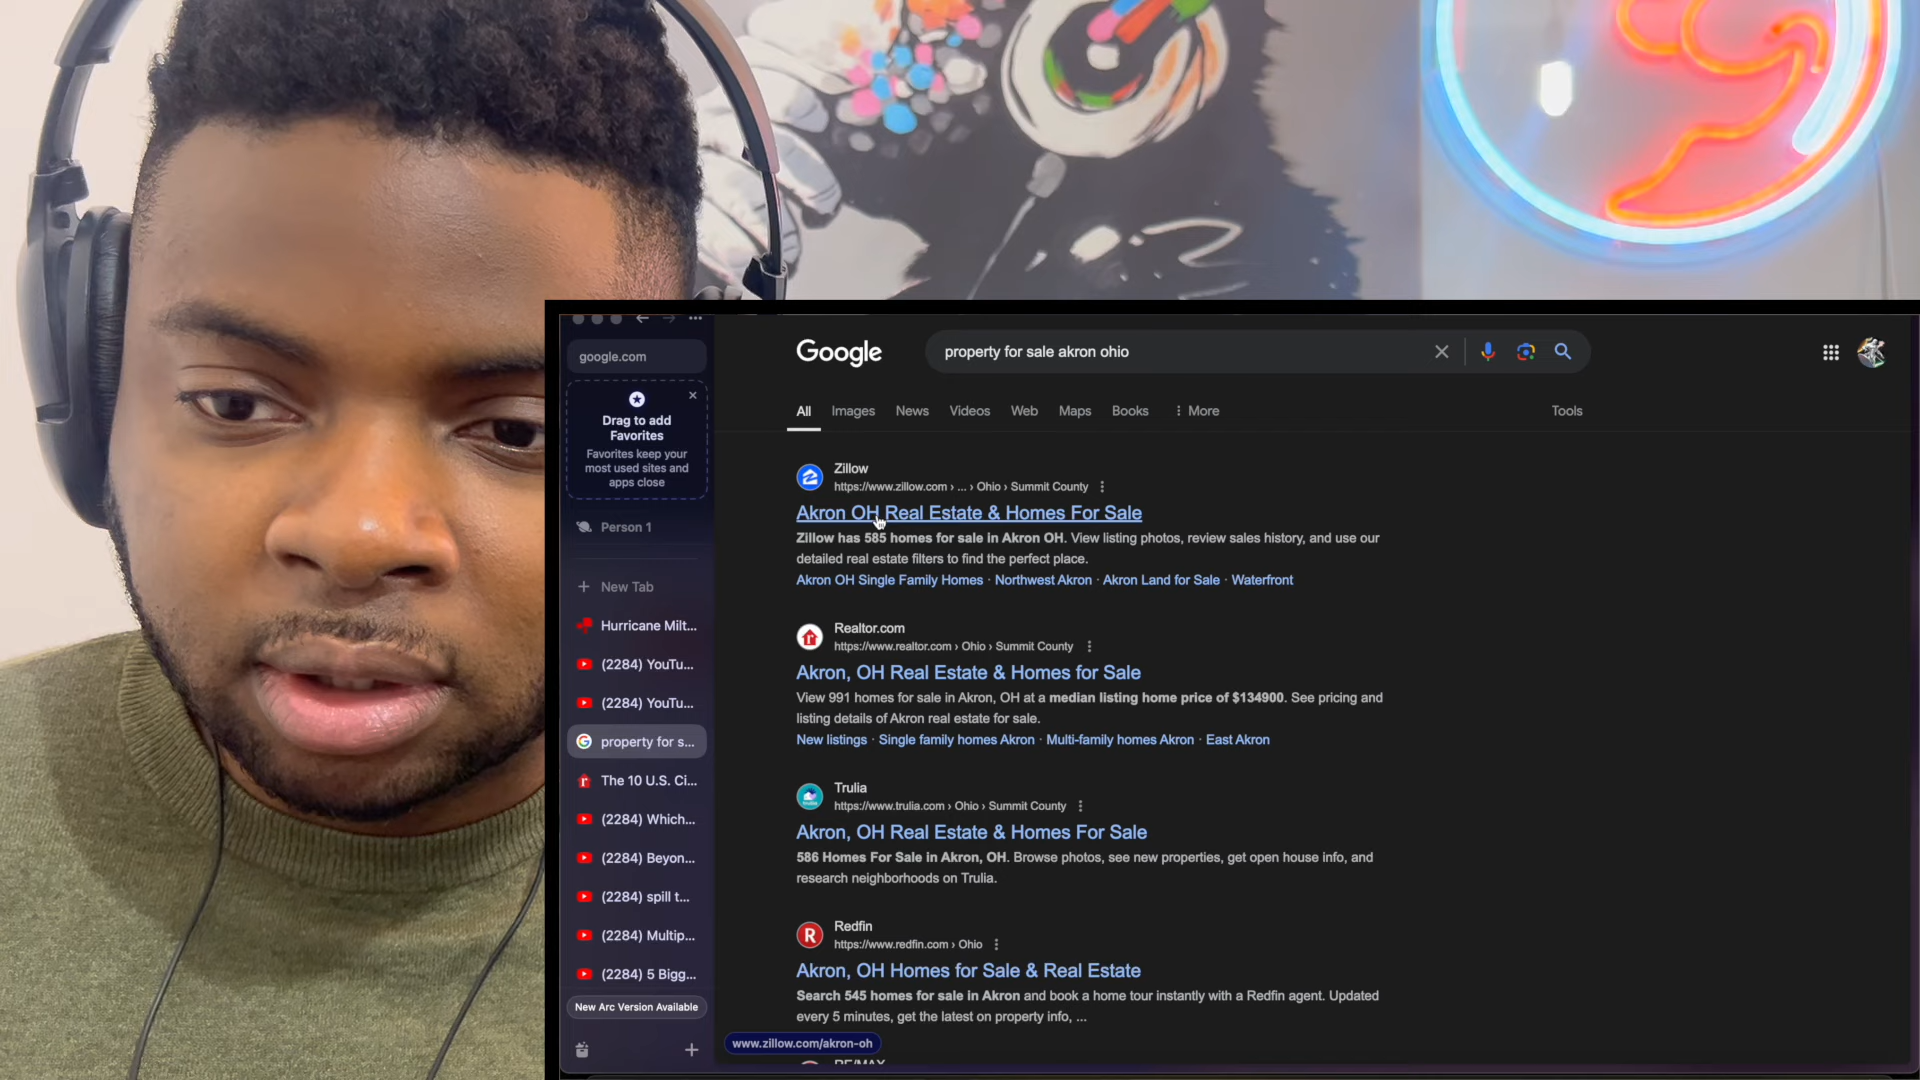 google.com
Drag to add
Favorites
Favorites keep your
most used sites and
apps close
Person 1
New Tab
Hurricane Milt...
(2284) YouTu...
(2284) YouTu...
property for s...
The 10 U.S. Ci...
(2284) Which...
(2284) Beyon...
(2284) spill t...
(2284) Multip...
(2284) 5 Bigg...
New Arc Version Available
Google
property for sale akron ohio
All Images News Videos Web Maps Books More Tools
Zillow
https://www.zillow.com › ... › Ohio › Summit County
Akron OH Real Estate & Homes For Sale
Zillow has 585 homes for sale in Akron OH. View listing photos, review sales history, and use our
detailed real estate filters to find the perfect place.
Akron OH Single Family Homes · Northwest Akron · Akron Land for Sale · Waterfront
Realtor.com
https://www.realtor.com › Ohio › Summit County
Akron, OH Real Estate & Homes for Sale
View 991 homes for sale in Akron, OH at a median listing home price of $134900. See pricing and
listing details of Akron real estate for sale.
New listings · Single family homes Akron · Multi-family homes Akron · East Akron
Trulia
https://www.trulia.com › Ohio › Summit County
Akron, OH Real Estate & Homes For Sale
586 Homes For Sale in Akron, OH. Browse photos, see new properties, get open house info, and
research neighborhoods on Trulia.
Redfin
https://www.redfin.com › Ohio
Akron, OH Homes for Sale & Real Estate
Search 545 homes for sale in Akron and book a home tour instantly with a Redfin agent. Updated
every 5 minutes, get the latest on property info, ...
www.zillow.com/akron-oh
RE/MAX